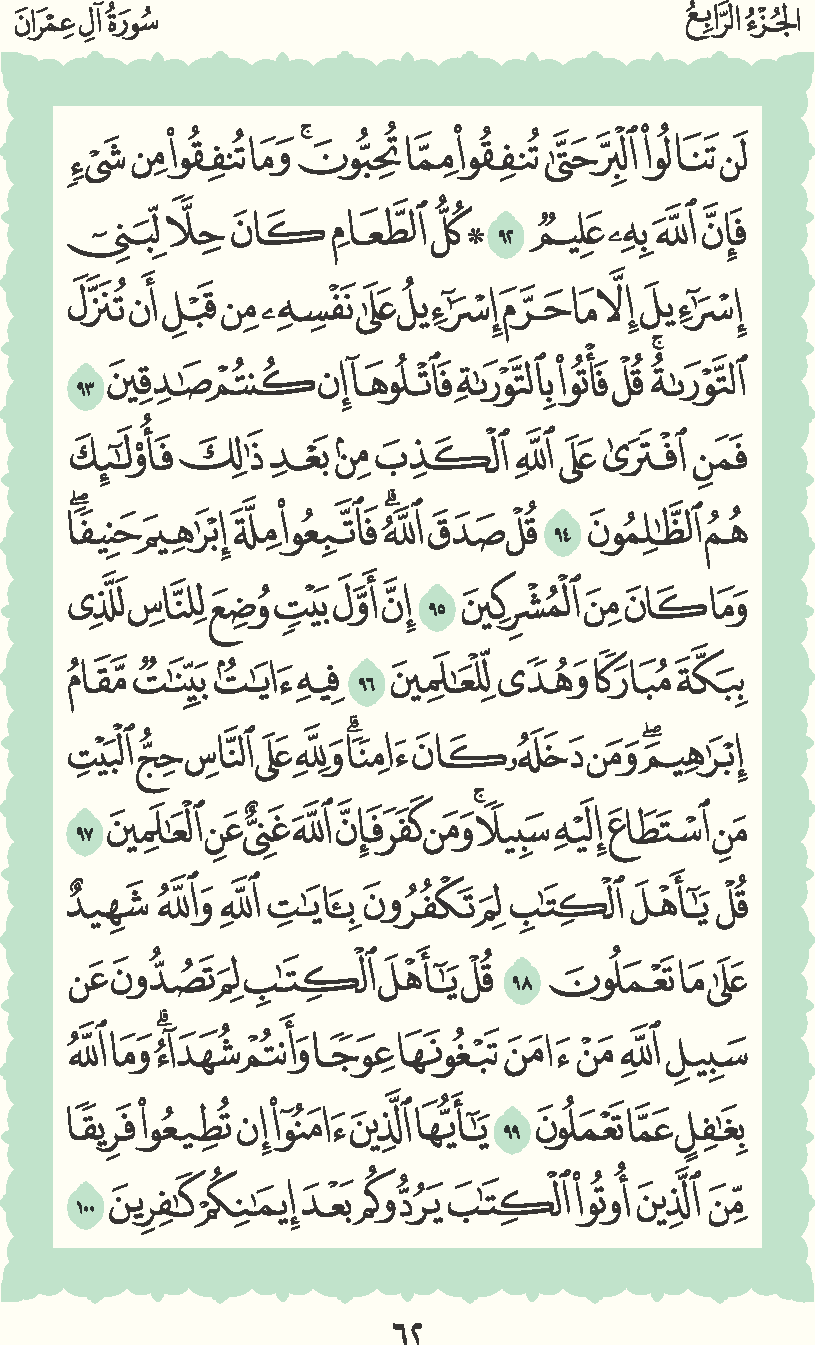 الجُزْءُ الرَّابِعُ
سُورَةُ آلِ عِمْرَانَ
لَن تَنَالُوا۟ ٱلْبِرَّ حَتَّىٰ تُنفِقُوا۟ مِمَّا تُحِبُّونَ ۚ وَمَا تُنفِقُوا۟ مِن شَىْءٍ
فَإِنَّ ٱللَّهَ بِهِۦ عَلِيمٌ ٩٢ * كُلُّ ٱلطَّعَامِ كَانَ حِلًّا لِّبَنِىٓ
إِسْرَٰٓءِيلَ إِلَّا مَا حَرَّمَ إِسْرَٰٓءِيلُ عَلَىٰ نَفْسِهِۦ مِن قَبْلِ أَن تُنَزَّلَ
ٱلتَّوْرَىٰةُ ۗ قُلْ فَأْتُوا۟ بِٱلتَّوْرَىٰةِ فَٱتْلُوهَآ إِن كُنتُمْ صَـٰدِقِينَ ٩٣
فَمَنِ ٱفْتَرَىٰ عَلَى ٱللَّهِ ٱلْكَذِبَ مِنۢ بَعْدِ ذَٰلِكَ فَأُو۟لَـٰٓئِكَ
هُمُ ٱلظَّـٰلِمُونَ ٩٤ قُلْ صَدَقَ ٱللَّهُ ۗ فَٱتَّبِعُوا۟ مِلَّةَ إِبْرَٰهِيمَ حَنِيفًا ۖ
وَمَا كَانَ مِنَ ٱلْمُشْرِكِينَ ٩٥ إِنَّ أَوَّلَ بَيْتٍ وُضِعَ لِلنَّاسِ لَلَّذِى
بِبَكَّةَ مُبَارَكًا وَهُدًى لِّلْعَـٰلَمِينَ ٩٦ فِيهِ ءَايَـٰتٌۢ بَيِّنَـٰتٌ مَّقَامُ
إِبْرَٰهِيمَ ۖ وَمَن دَخَلَهُۥ كَانَ ءَامِنًا ۗ وَلِلَّهِ عَلَى ٱلنَّاسِ حِجُّ ٱلْبَيْتِ
مَنِ ٱسْتَطَاعَ إِلَيْهِ سَبِيلًا ۚ وَمَن كَفَرَ فَإِنَّ ٱللَّهَ غَنِىٌّ عَنِ ٱلْعَـٰلَمِينَ ٩٧
قُلْ يَـٰٓأَهْلَ ٱلْكِتَـٰبِ لِمَ تَكْفُرُونَ بِـَٔايَـٰتِ ٱللَّهِ وَٱللَّهُ شَهِيدٌ
عَلَىٰ مَا تَعْمَلُونَ ٩٨ قُلْ يَـٰٓأَهْلَ ٱلْكِتَـٰبِ لِمَ تَصُدُّونَ عَن
سَبِيلِ ٱللَّهِ مَنْ ءَامَنَ تَبْغُونَهَا عِوَجًا وَأَنتُمْ شُهَدَآءُ ۗ وَمَا ٱللَّهُ
بِغَـٰفِلٍ عَمَّا تَعْمَلُونَ ٩٩ يَـٰٓأَيُّهَا ٱلَّذِينَ ءَامَنُوٓا۟ إِن تُطِيعُوا۟ فَرِيقًا
مِّنَ ٱلَّذِينَ أُوتُوا۟ ٱلْكِتَـٰبَ يَرُدُّوكُم بَعْدَ إِيمَـٰنِكُمْ كَـٰفِرِينَ ١٠٠
٦٢